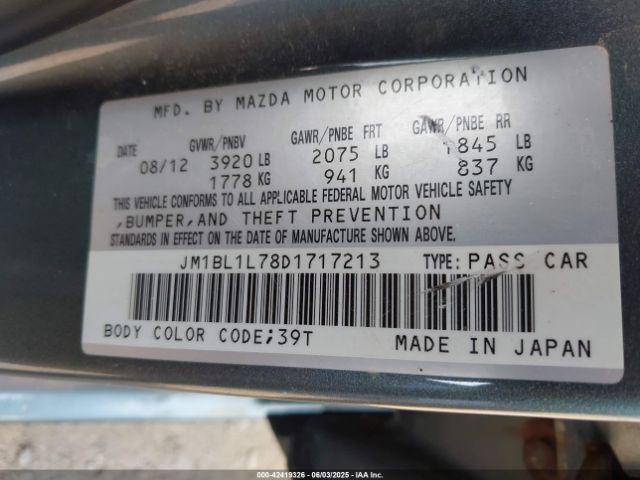 MFD. BY MAZDA MOTOR CORPORATION
DATE GVWR/PNBV GAWR/PNBE FRT GAWR/PNBE RR
08/12 3920 LB 2075 LB 1845 LB
1778 KG 941 KG 837 KG
THIS VEHICLE CONFORMS TO ALL APPLICABLE FEDERAL MOTOR VEHICLE SAFETY
,BUMPER,AND THEFT PREVENTION
STANDARDS IN EFFECT ON THE DATE OF MANUFACTURE SHOWN ABOVE.
JM1BL1L78D1717213 TYPE: PASS CAR
BODY COLOR CODE;39T MADE IN JAPAN
000-42419326 - 06/03/2025 - IAA Inc.